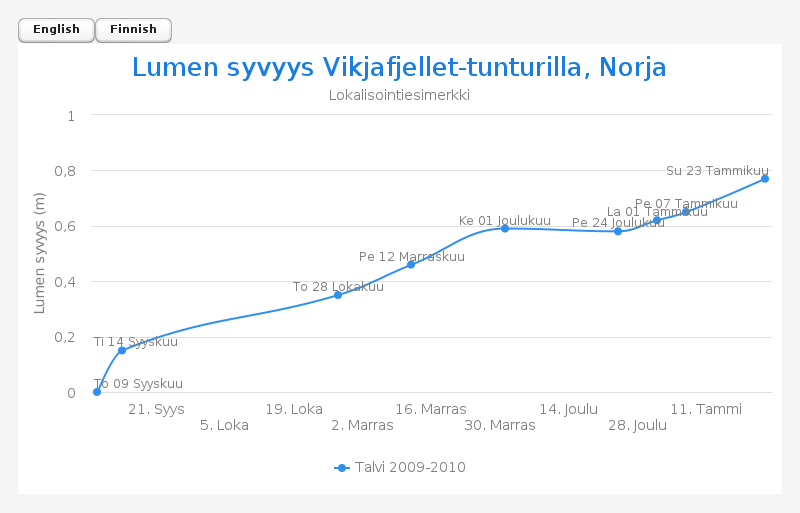 English
Finnish
Lumen syvyys Vikjafjellet-tunturilla, Norja
Lokalisointiesimerkki
1
0,8
0,6
0,4
0,2
0
Lumen syvyys (m)
To 09 Syyskuu
Ti 14 Syyskuu
To 28 Lokakuu
Pe 12 Marraskuu
Ke 01 Joulukuu
Pe 24 Joulukuu
La 01 Tammikuu
Pe 07 Tammikuu
Su 23 Tammikuu
21. Syys
5. Loka
19. Loka
2. Marras
16. Marras
30. Marras
14. Joulu
28. Joulu
11. Tammi
Talvi 2009-2010